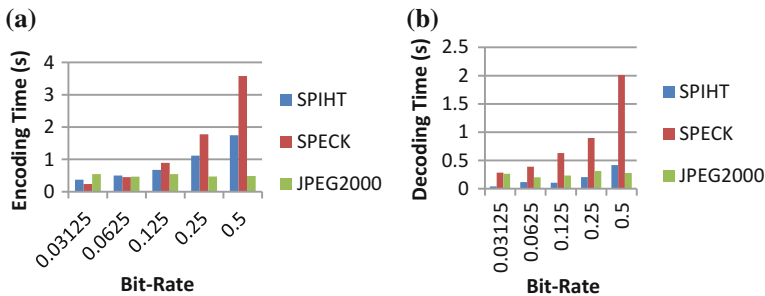 (a)
Encoding Time (s)
4
3
2
1
0
0.03125
0.0625
0.125
0.25
0.5
Bit-Rate
SPIHT
SPECK
JPEG2000
(b)
Decoding Time (s)
2.5
2
1.5
1
0.5
0
0.03125
0.0625
0.125
0.25
0.5
Bit-Rate
SPIHT
SPECK
JPEG2000